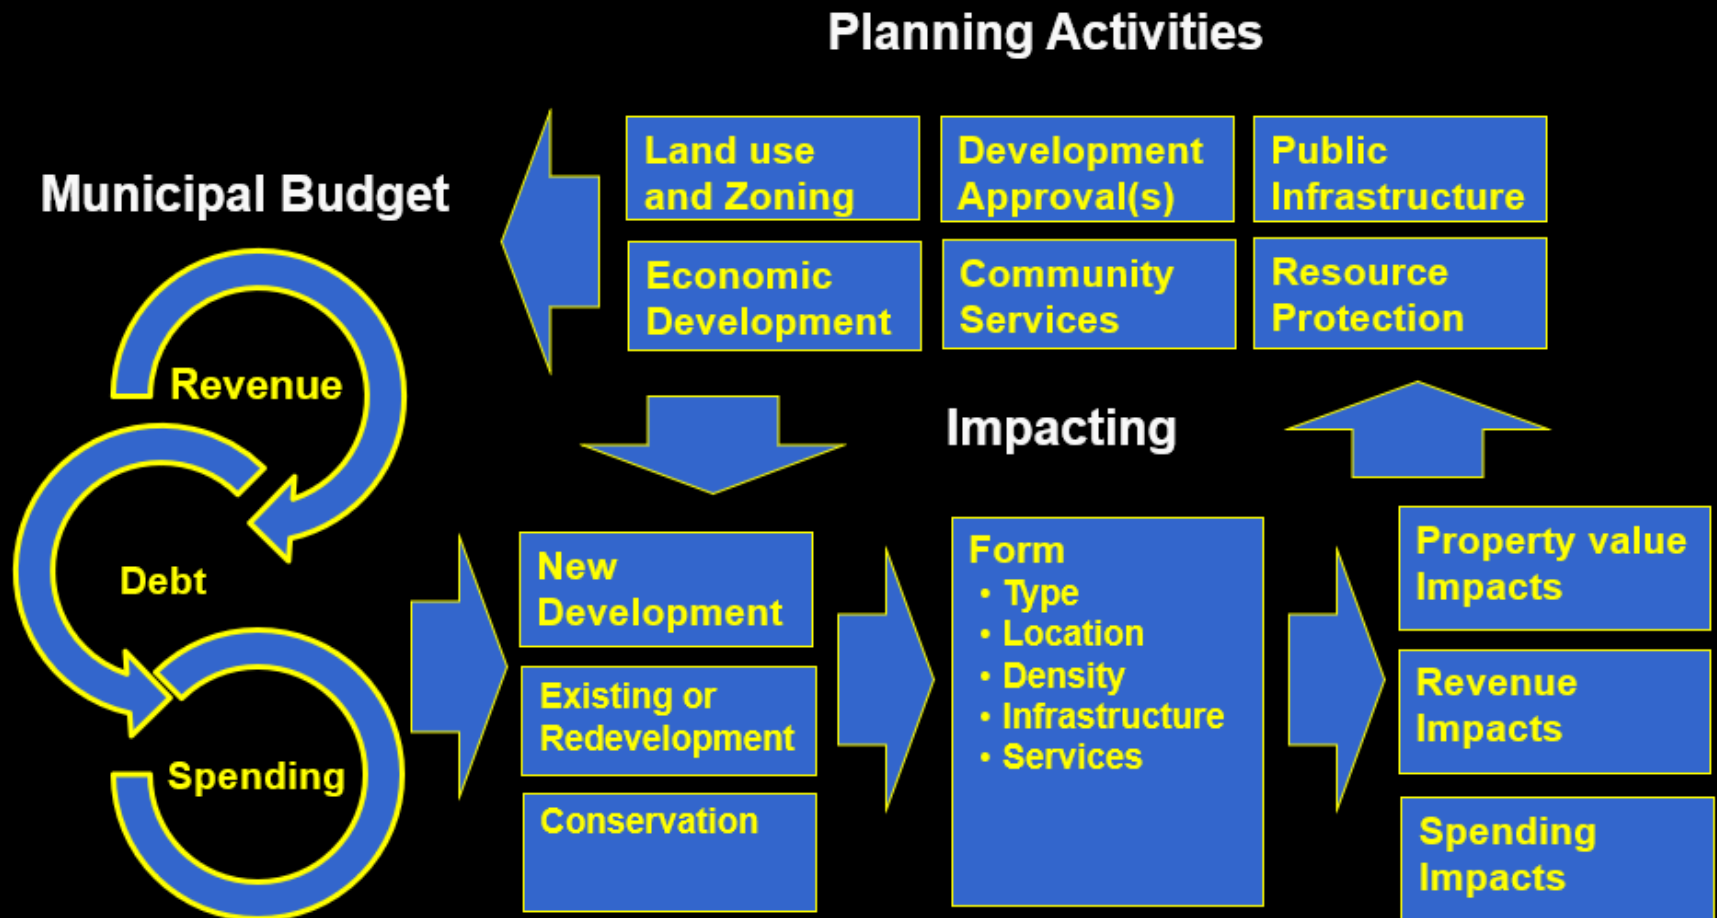 Planning Activities
Municipal Budget
Land use
and Zoning
Development
Approval(s)
Public
Infrastructure
Economic
Development
Community
Services
Resource
Protection
Revenue
Debt
Spending
Impacting
New
Development
Existing or
Redevelopment
Conservation
Form
• Type
• Location
• Density
• Infrastructure
• Services
Property value
Impacts
Revenue
Impacts
Spending
Impacts